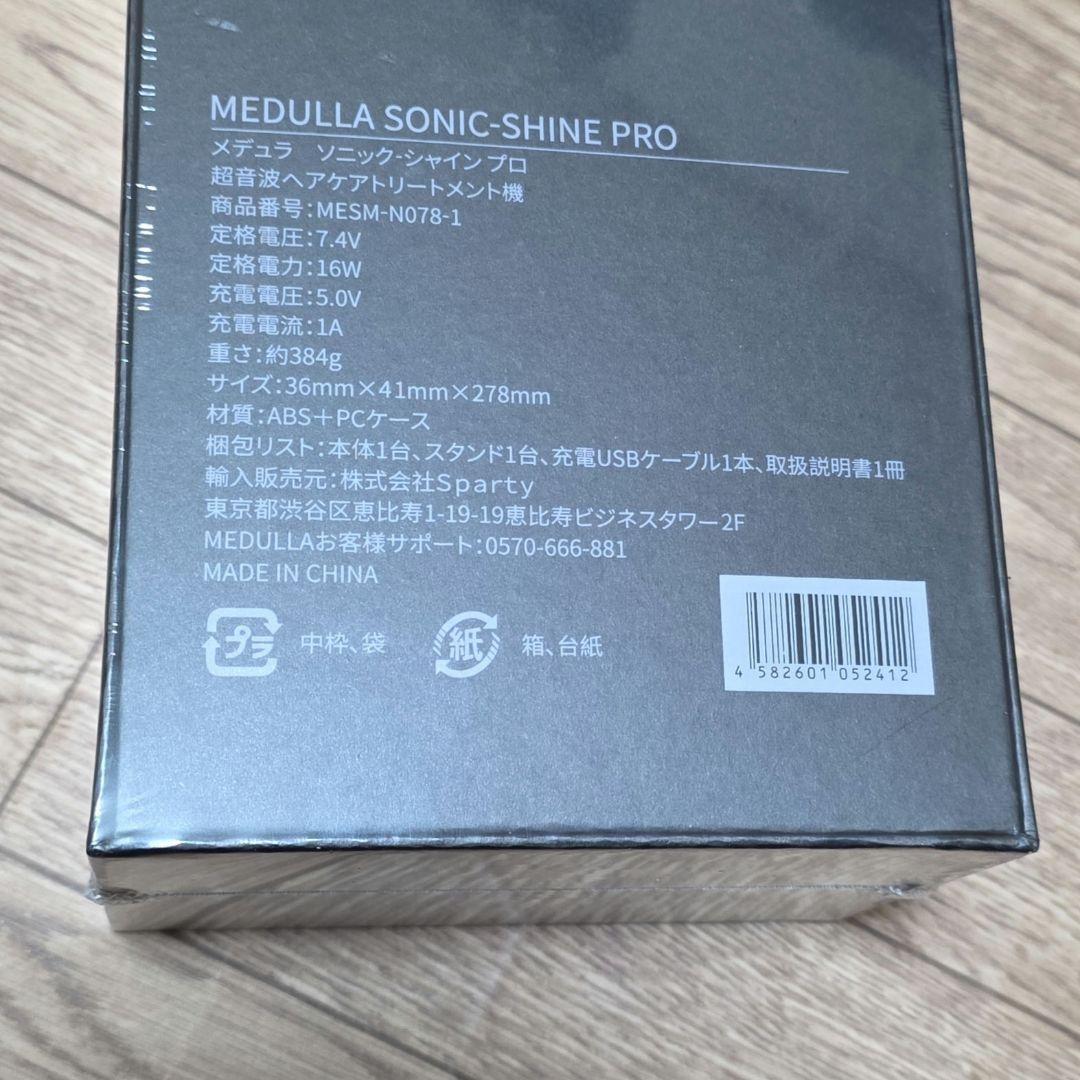 MEDULLA SONIC-SHINE PRO
メデュラ　ソニック-シャイン プロ
超音波ヘアケアトリートメント機
商品番号:MESM-N078-1
定格電圧:7.4V
定格電力:16W
充電電圧:5.0V
充電電流:1A
重さ:約384g
サイズ:36mm×41mm×278mm
材質:ABS＋PCケース
梱包リスト:本体1台、スタンド1台、充電USBケーブル1本、取扱説明書1冊
輸入販売元:株式会社Sparty
東京都渋谷区恵比寿1-19-19恵比寿ビジネスタワー2F
MEDULLAお客様サポート:0570-666-881
MADE IN CHINA
プラ 中枠、袋 紙 箱、台紙
4 582601 052412